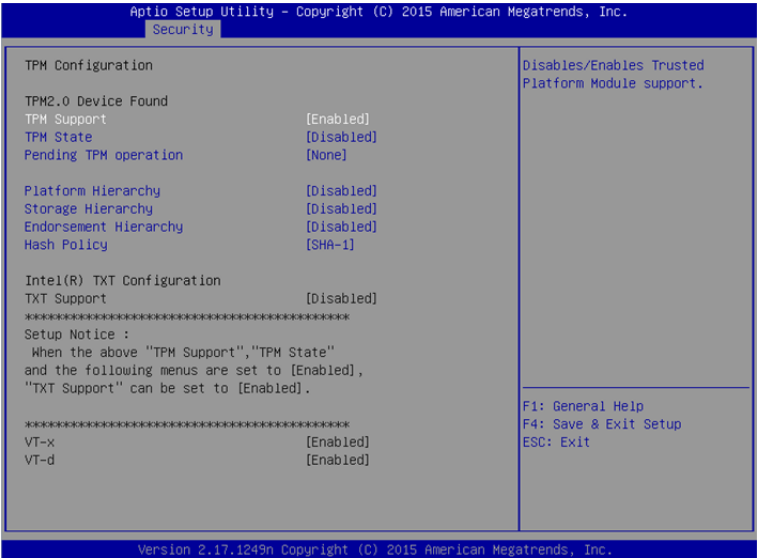 Aptio Setup Utility – Copyright (C) 2015 American Megatrends, Inc.
Security
TPM Configuration
TPM2.0 Device Found
TPM Support [Enabled]
TPM State [Disabled]
Pending TPM operation [None]
Platform Hierarchy [Disabled]
Storage Hierarchy [Disabled]
Endorsement Hierarchy [Disabled]
Hash Policy [SHA-1]
Intel(R) TXT Configuration
TXT Support [Disabled]
*******************************************
Setup Notice :
When the above "TPM Support","TPM State"
and the following menus are set to [Enabled],
"TXT Support" can be set to [Enabled].
*******************************************
VT-x [Enabled]
VT-d [Enabled]
Disables/Enables Trusted
Platform Module support.
F1: General Help
F4: Save & Exit Setup
ESC: Exit
Version 2.17.1249n Copyright (C) 2015 American Megatrends, Inc.